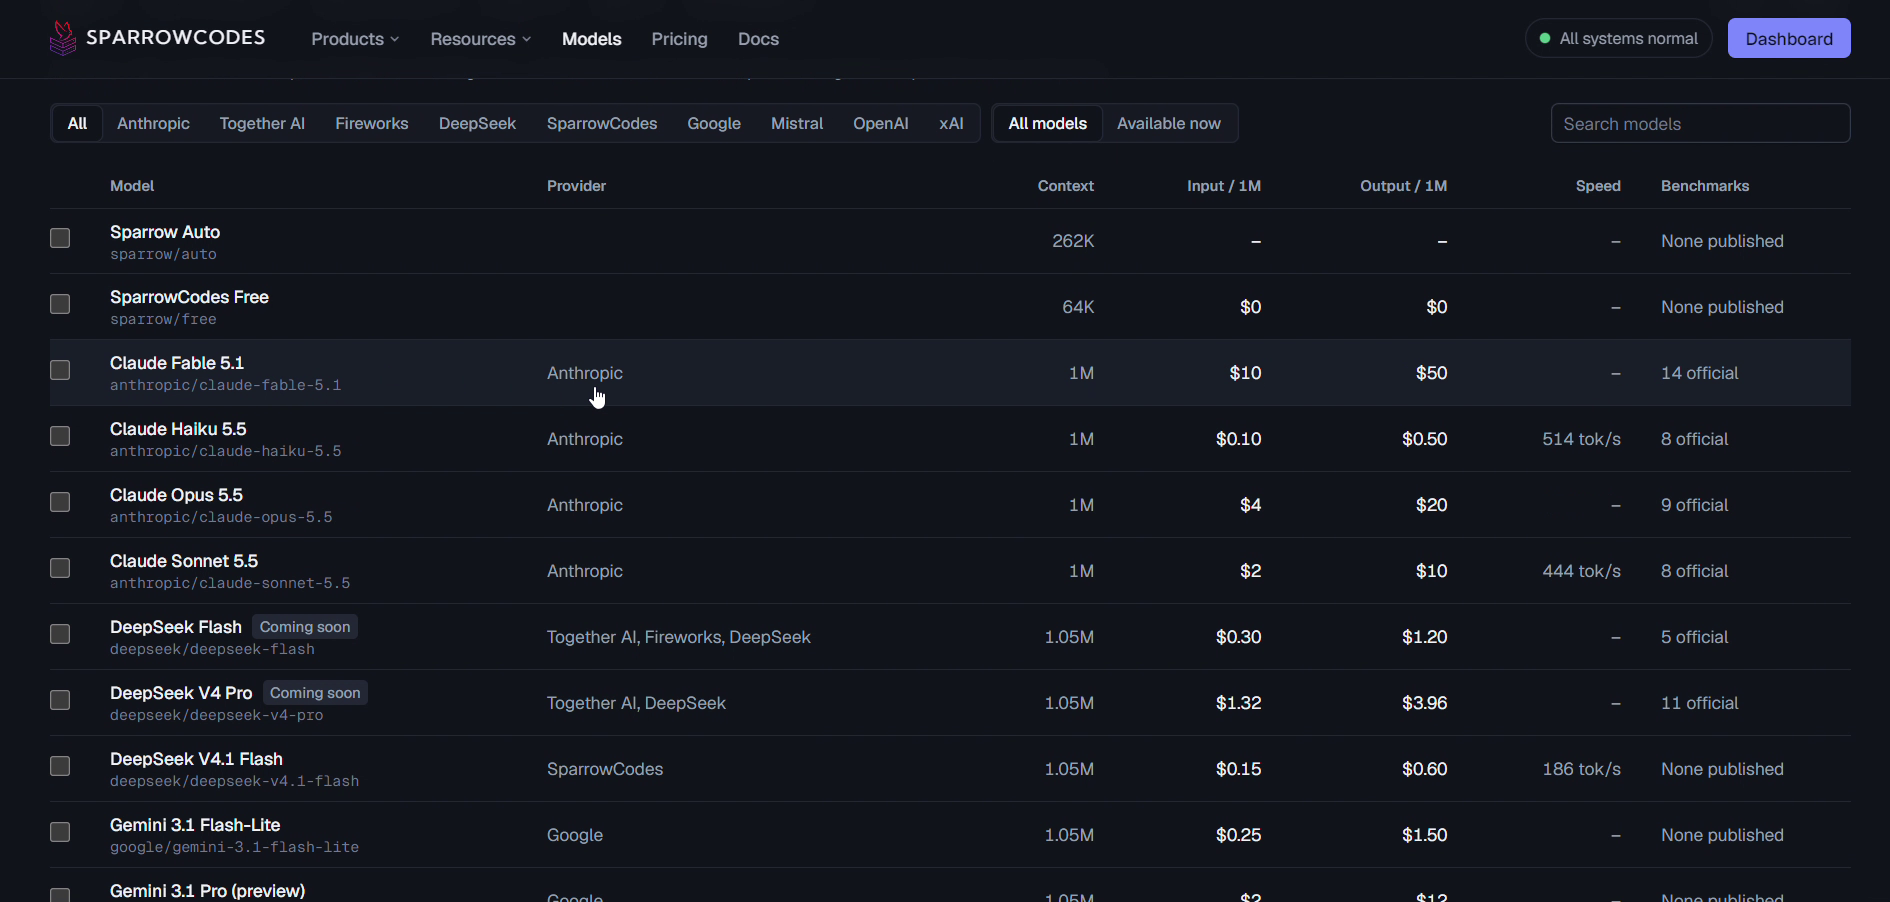 SPARROWCODES Products Resources Models Pricing Docs All systems normal Dashboard
All Anthropic Together AI Fireworks DeepSeek SparrowCodes Google Mistral OpenAI xAI All models Available now Search models
Model Provider Context Input / 1M Output / 1M Speed Benchmarks
Sparrow Auto
sparrow/auto
262K – – – None published
SparrowCodes Free
sparrow/free
64K $0 $0 – None published
Claude Fable 5.1
anthropic/claude-fable-5.1
Anthropic 1M $10 $50 – 14 official
Claude Haiku 5.5
anthropic/claude-haiku-5.5
Anthropic 1M $0.10 $0.50 514 tok/s 8 official
Claude Opus 5.5
anthropic/claude-opus-5.5
Anthropic 1M $4 $20 – 9 official
Claude Sonnet 5.5
anthropic/claude-sonnet-5.5
Anthropic 1M $2 $10 444 tok/s 8 official
DeepSeek Flash Coming soon
deepseek/deepseek-flash
Together AI, Fireworks, DeepSeek 1.05M $0.30 $1.20 – 5 official
DeepSeek V4 Pro Coming soon
deepseek/deepseek-v4-pro
Together AI, DeepSeek 1.05M $1.32 $3.96 – 11 official
DeepSeek V4.1 Flash
deepseek/deepseek-v4.1-flash
SparrowCodes 1.05M $0.15 $0.60 186 tok/s None published
Gemini 3.1 Flash-Lite
google/gemini-3.1-flash-lite
Google 1.05M $0.25 $1.50 – None published
Gemini 3.1 Pro (preview)
Google 1.05M $2 $12 None published